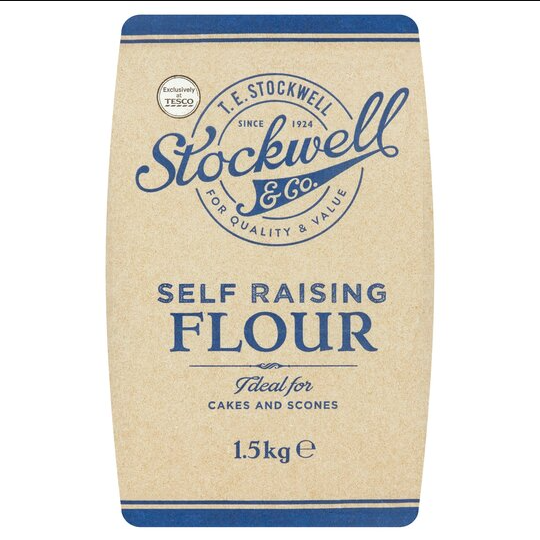 Exclusively
at
TESCO
T. E. STOCKWELL
SINCE 1924
Stockwell
& Co.
FOR QUALITY & VALUE
SELF RAISING
FLOUR
Ideal for
CAKES AND SCONES
1.5kg ℮